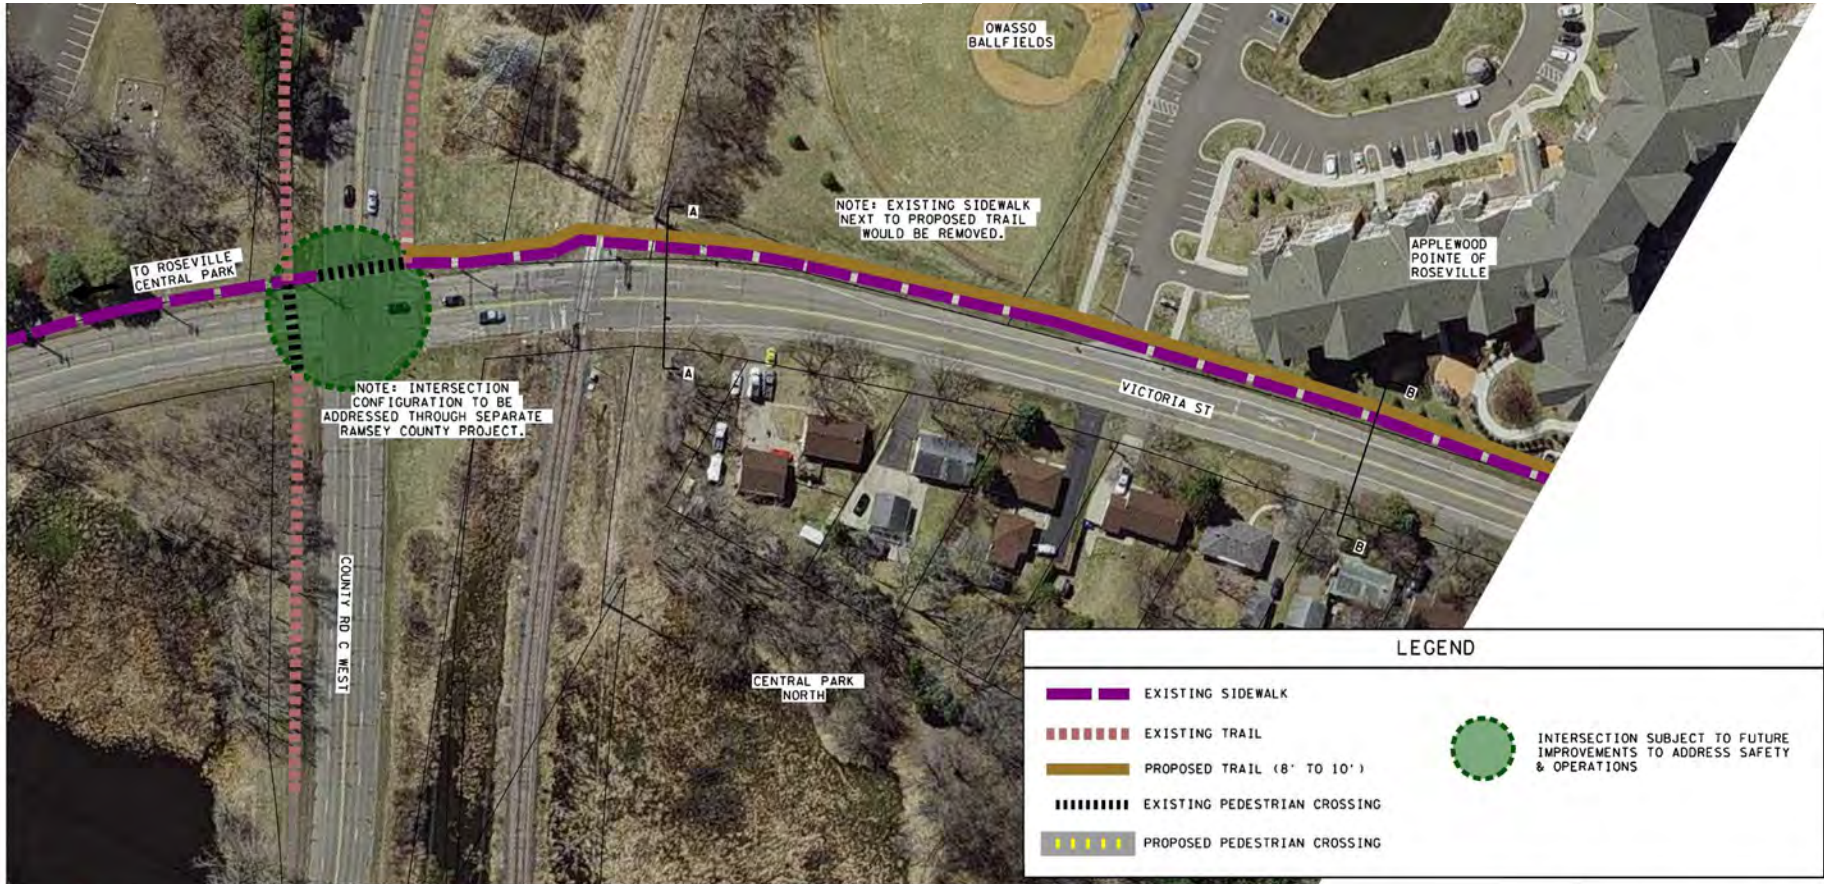 OWASSO
BALLFIELDS
NOTE: EXISTING SIDEWALK
NEXT TO PROPOSED TRAIL
WOULD BE REMOVED.
APPLEWOOD
POINTE OF
ROSEVILLE
TO ROSEVILLE
CENTRAL PARK
A
A
B
B
VICTORIA ST
NOTE: INTERSECTION
CONFIGURATION TO BE
ADDRESSED THROUGH SEPARATE
RAMSEY COUNTY PROJECT.
COUNTY RD C WEST
CENTRAL PARK
NORTH
LEGEND
EXISTING SIDEWALK
EXISTING TRAIL
PROPOSED TRAIL (8' TO 10')
EXISTING PEDESTRIAN CROSSING
PROPOSED PEDESTRIAN CROSSING
INTERSECTION SUBJECT TO FUTURE
IMPROVEMENTS TO ADDRESS SAFETY
& OPERATIONS